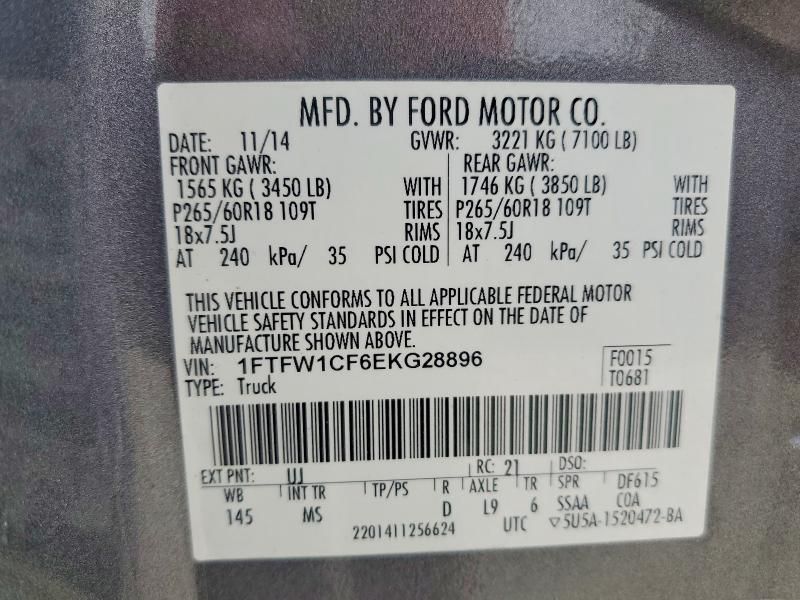 MFD. BY FORD MOTOR CO.
DATE: 11/14 GVWR: 3221 KG ( 7100 LB)
FRONT GAWR: REAR GAWR:
1565 KG ( 3450 LB) WITH 1746 KG ( 3850 LB) WITH
P265/60R18 109T TIRES P265/60R18 109T TIRES
18x7.5J RIMS 18x7.5J RIMS
AT 240 kPa/ 35 PSI COLD AT 240 kPa/ 35 PSI COLD
THIS VEHICLE CONFORMS TO ALL APPLICABLE FEDERAL MOTOR
VEHICLE SAFETY STANDARDS IN EFFECT ON THE DATE OF
MANUFACTURE SHOWN ABOVE.
VIN: 1FTFW1CF6EKG28896 F0015
TYPE: Truck T0681
EXT PNT: UJ RC: 21 DSO:
WB INT TR TP/PS R AXLE TR SPR DF615
145 MS D L9 6 SSAA COA
2201411256624 UTC ▽5U5A-1520472-BA